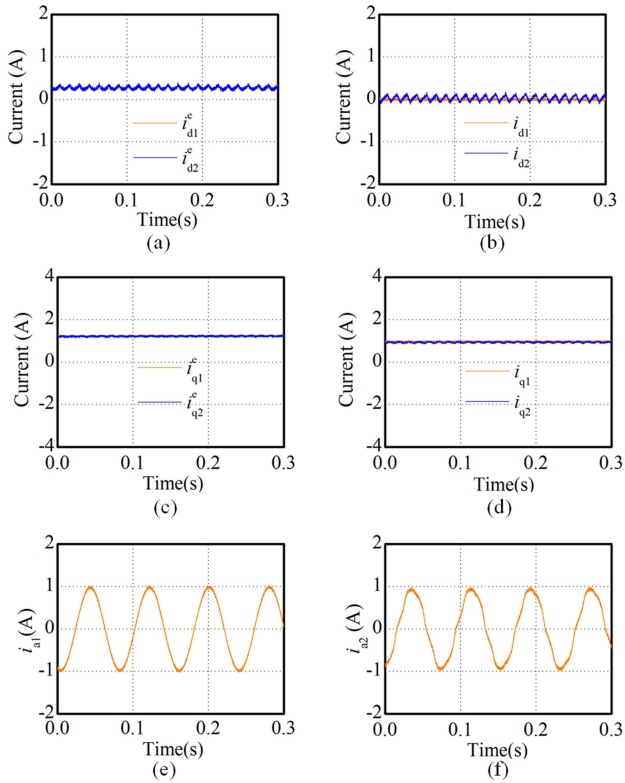 2 2
1 1
Current (A) 0 Current (A) 0
i^e_d1 i_d1
-1 -1
i^e_d2 i_d2
-2 -2
0.0 0.1 0.2 0.3 0.0 0.1 0.2 0.3
Time(s) Time(s)
(a) (b)
4 4
2 2
Current (A) 0 Current (A) 0
i^e_q1 i_q1
-2 -2
i^e_q2 i_q2
-4 -4
0.0 0.1 0.2 0.3 0.0 0.1 0.2 0.3
Time(s) Time(s)
(c) (d)
2 2
1 1
i_a1(A) 0 i_a2(A) 0
-1 -1
-2 -2
0.0 0.1 0.2 0.3 0.0 0.1 0.2 0.3
Time(s) Time(s)
(e) (f)